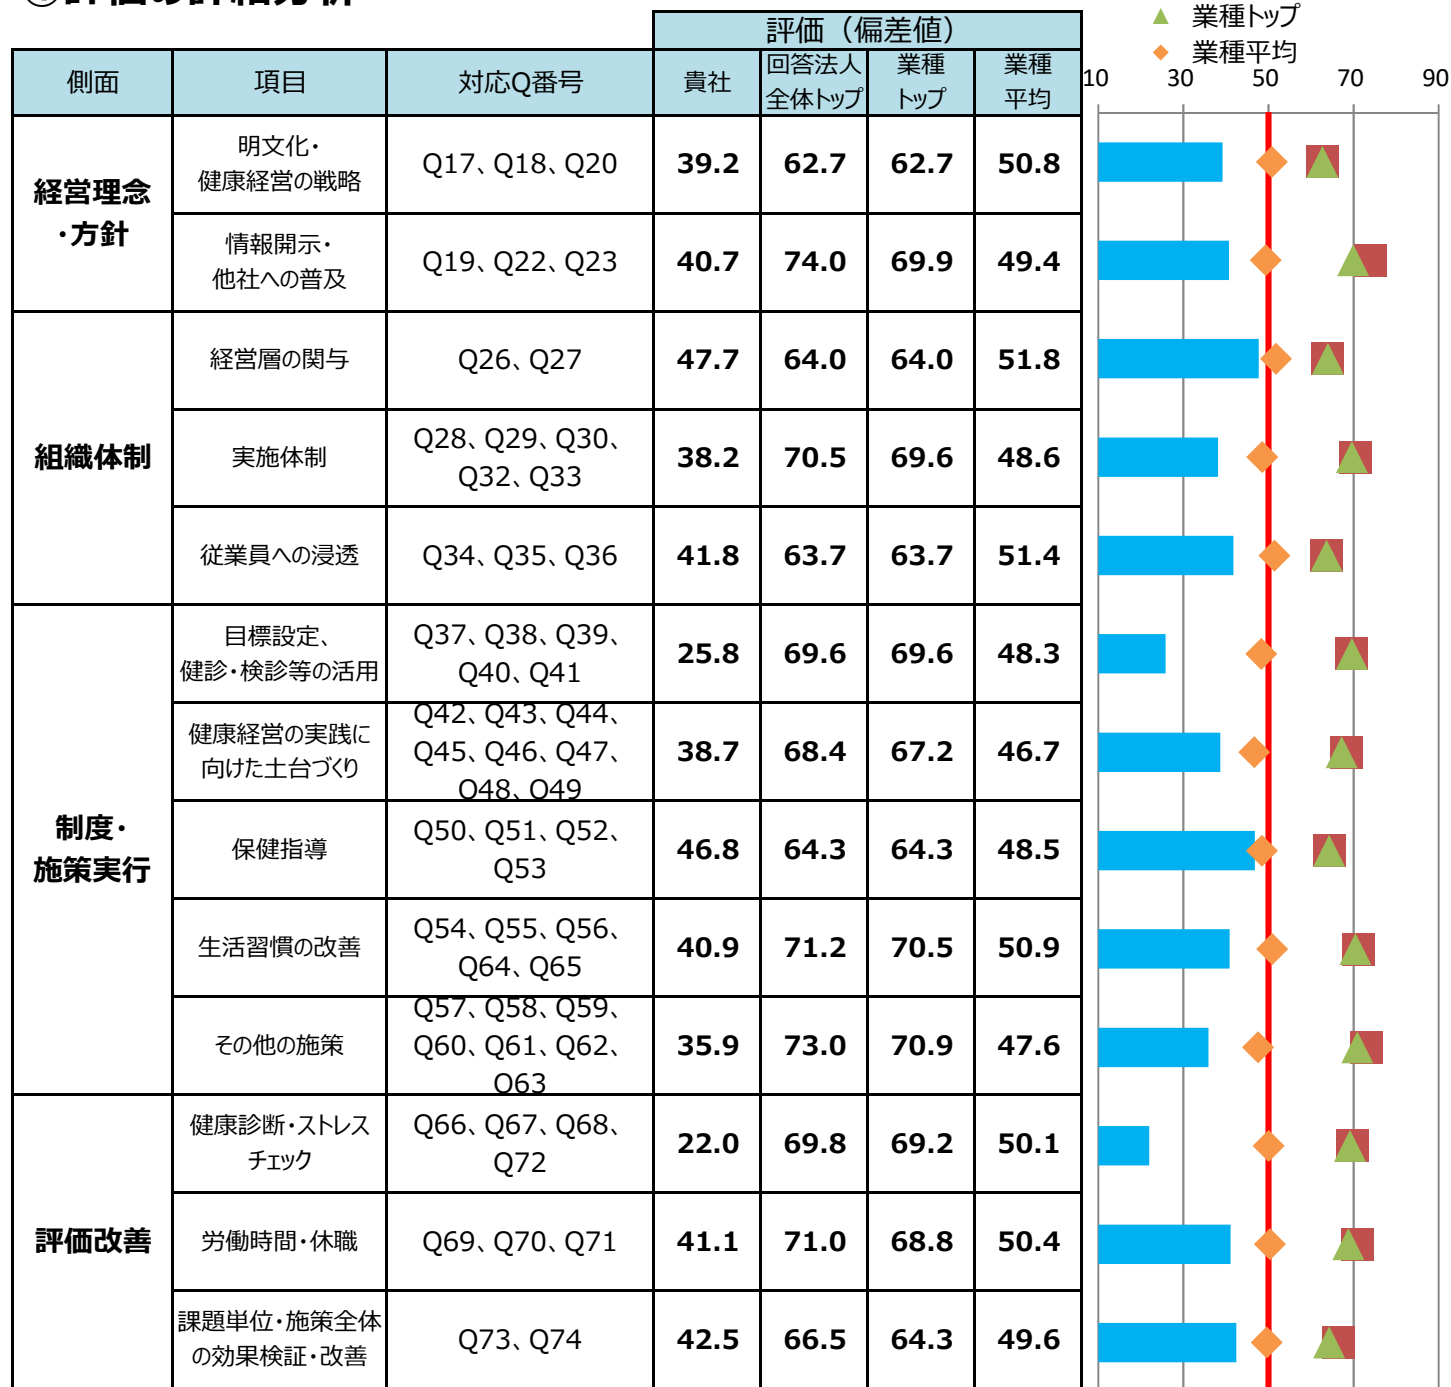 ▲ 業種トップ
◆ 業種平均
評価（偏差値）
側面 項目 対応Q番号 貴社 回答法人 業種 業種
全体トップ トップ 平均
10 30 50 70 90
経営理念
・方針
明文化・
健康経営の戦略
Q17、Q18、Q20
39.2 62.7 62.7 50.8
情報開示・
他社への普及
Q19、Q22、Q23
40.7 74.0 69.9 49.4
組織体制
経営層の関与
Q26、Q27
47.7 64.0 64.0 51.8
実施体制
Q28、Q29、Q30、
Q32、Q33
38.2 70.5 69.6 48.6
従業員への浸透
Q34、Q35、Q36
41.8 63.7 63.7 51.4
制度・
施策実行
目標設定、
健診・検診等の活用
Q37、Q38、Q39、
Q40、Q41
25.8 69.6 69.6 48.3
健康経営の実践に
向けた土台づくり
Q42、Q43、Q44、
Q45、Q46、Q47、
Q48、Q49
38.7 68.4 67.2 46.7
保健指導
Q50、Q51、Q52、
Q53
46.8 64.3 64.3 48.5
生活習慣の改善
Q54、Q55、Q56、
Q64、Q65
40.9 71.2 70.5 50.9
その他の施策
Q57、Q58、Q59、
Q60、Q61、Q62、
Q63
35.9 73.0 70.9 47.6
評価改善
健康診断・ストレス
チェック
Q66、Q67、Q68、
Q72
22.0 69.8 69.2 50.1
労働時間・休職
Q69、Q70、Q71
41.1 71.0 68.8 50.4
課題単位・施策全体
の効果検証・改善
Q73、Q74
42.5 66.5 64.3 49.6